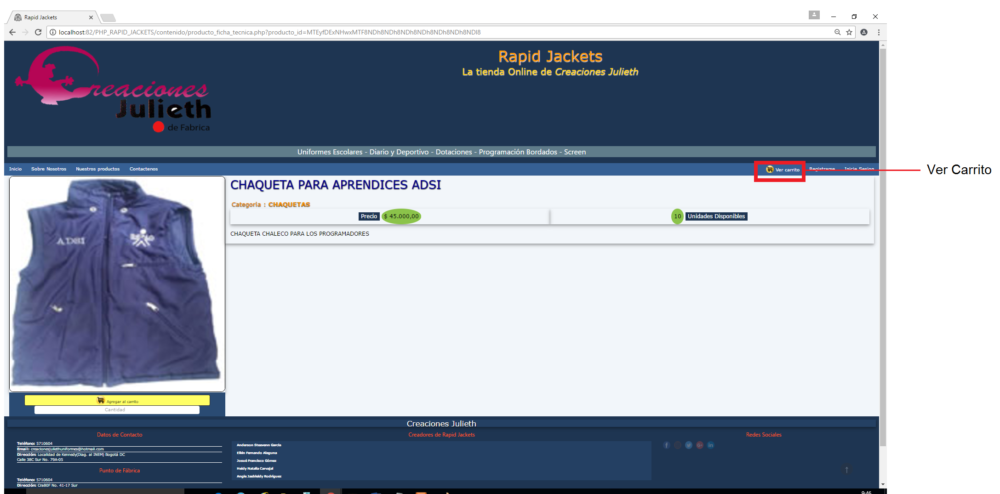 Rapid Jackets
localhost:82/PHP_RAPID_JACKETS/contenido/producto_ficha_tecnica.php?producto_id=MTEyfDExNHwxMTF8NDh8NDh8NDh8NDh8NDh8NDh8NDI8
Rapid Jackets
La tienda Online de Creaciones Julieth
Creaciones
Julieth
de Fabrica
Uniformes Escolares - Diario y Deportivo - Dotaciones - Programación Bordados - Screen
Inicio Sobre Nosotros Nuestros productos Contactenos Ver carrito Registrarse Inicie Sesion
Ver Carrito
CHAQUETA PARA APRENDICES ADSI
Categoria : CHAQUETAS
Precio $ 45.000,00 10 Unidades Disponibles
CHAQUETA CHALECO PARA LOS PROGRAMADORES
ADSI
Agregar al carrito
Cantidad
Creaciones Julieth
Datos de Contacto
Teléfono: 5710604
Email: creacionesjuliethuniformes@hotmail.com
Dirección: Localidad de Kennedy(Diag. al INEM) Bogotá DC
Calle 38C Sur No. 79A-05
Punto de Fábrica
Teléfono: 5710604
Dirección: Cra80F No. 41-17 Sur
Creadores de Rapid Jackets
Anderson Steevenn Garcia
Elkin Fernando Alaguna
Josué Francisco Gómez
Heidy Natalia Carvajal
Angie Jasbleidy Rodríguez
Redes Sociales
9:46